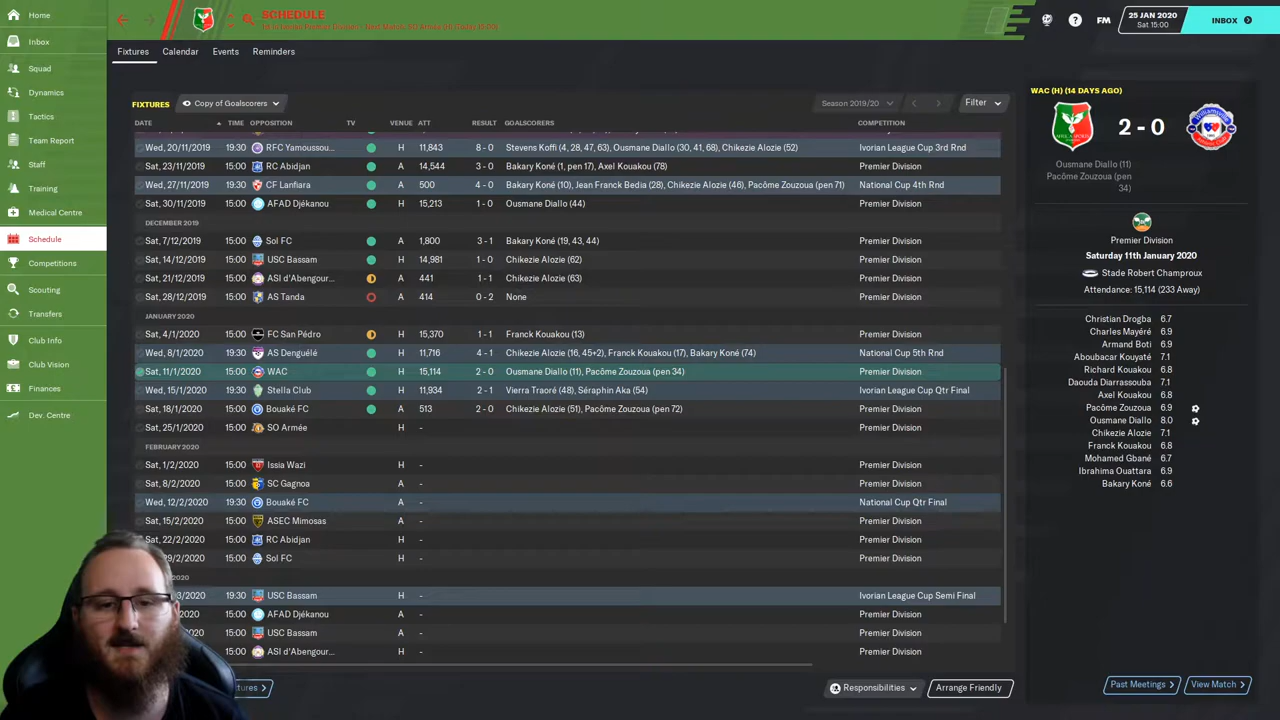 Home
SCHEDULE
25 JAN 2020
Sat 15:00
FM
INBOX
Inbox
Squad
Dynamics
Tactics
Team Report
Staff
Training
Medical Centre
Schedule
Competitions
Scouting
Transfers
Club Info
Club Vision
Finances
Dev. Centre
Fixtures Calendar Events Reminders
FIXTURES Copy of Goalscorers Season 2019/20 Filter
DATE TIME OPPOSITION TV VENUE ATT RESULT GOALSCORERS COMPETITION
Wed, 20/11/2019 19:30 RFC Yamoussou... H 11,843 8 - 0 Stevens Koffi (4, 28, 47, 63), Ousmane Diallo (30, 41, 68), Chikezie Alozie (52) Ivorian League Cup 3rd Rnd
Sat, 23/11/2019 15:00 RC Abidjan A 14,544 3 - 0 Bakary Koné (1, pen 71), Axel Kouakou (78) Premier Division
Wed, 27/11/2019 19:30 CF Lanfiara A 500 4 - 0 Bakary Koné (10), Jean Franck Bedia (28), Chikezie Alozie (46), Pacôme Zouzoua (pen 71) National Cup 4th Rnd
Sat, 30/11/2019 15:00 AFAD Djékanou H 15,213 1 - 0 Ousmane Diallo (44) Premier Division
DECEMBER 2019
Sat, 7/12/2019 15:00 Sol FC A 1,800 3 - 1 Bakary Koné (19, 43, 44) Premier Division
Sat, 14/12/2019 15:00 USC Bassam H 14,981 1 - 0 Chikezie Alozie (62) Premier Division
Sat, 21/12/2019 15:00 ASI d'Abengour... A 441 1 - 1 Chikezie Alozie (63) Premier Division
Sat, 28/12/2019 15:00 AS Tanda A 414 0 - 2 None Premier Division
JANUARY 2020
Sat, 4/1/2020 15:00 FC San Pédro H 15,370 1 - 1 Franck Kouakou (13) Premier Division
Wed, 8/1/2020 19:30 AS Denguélé H 11,716 4 - 1 Chikezie Alozie (16, 45+2), Franck Kouakou (17), Bakary Koné (74) National Cup 5th Rnd
Sat, 11/1/2020 15:00 WAC H 15,114 2 - 0 Ousmane Diallo (11), Pacôme Zouzoua (pen 34) Premier Division
Wed, 15/1/2020 19:30 Stella Club H 11,934 2 - 1 Vierra Traoré (48), Séraphin Aka (54) Ivorian League Cup Qtr Final
Sat, 18/1/2020 15:00 Bouaké FC A 513 2 - 0 Chikezie Alozie (51), Pacôme Zouzoua (pen 72) Premier Division
Sat, 25/1/2020 15:00 SO Armée H - Premier Division
FEBRUARY 2020
Sat, 1/2/2020 15:00 Issia Wazi H - Premier Division
Sat, 8/2/2020 15:00 SC Gagnoa A - Premier Division
Wed, 12/2/2020 19:30 Bouaké FC A - National Cup Qtr Final
Sat, 15/2/2020 15:00 ASEC Mimosas A - Premier Division
Sat, 22/2/2020 15:00 RC Abidjan H - Premier Division
29/2/2020 15:00 Sol FC H - Premier Division
2020
3/2020 19:30 USC Bassam H - Ivorian League Cup Semi Final
2020 15:00 AFAD Djékanou A - Premier Division
2020 15:00 USC Bassam A - Premier Division
2020 15:00 ASI d'Abengour... H - Premier Division
tures Responsibilities Arrange Friendly
WAC (H) (14 DAYS AGO)
2 - 0
Ousmane Diallo (11)
Pacôme Zouzoua (pen
34)
Premier Division
Saturday 11th January 2020
Stade Robert Champroux
Attendance: 15,114 (233 Away)
Christian Drogba 6.7
Charles Mayéré 6.9
Armand Boti 6.9
Aboubacar Kouyaté 7.1
Richard Kouakou 6.8
Daouda Diarrassouba 7.1
Axel Kouakou 6.8
Pacôme Zouzoua 6.9
Ousmane Diallo 8.0
Chikezie Alozie 7.1
Franck Kouakou 6.8
Mohamed Gbané 6.7
Ibrahima Ouattara 6.9
Bakary Koné 6.6
Past Meetings View Match